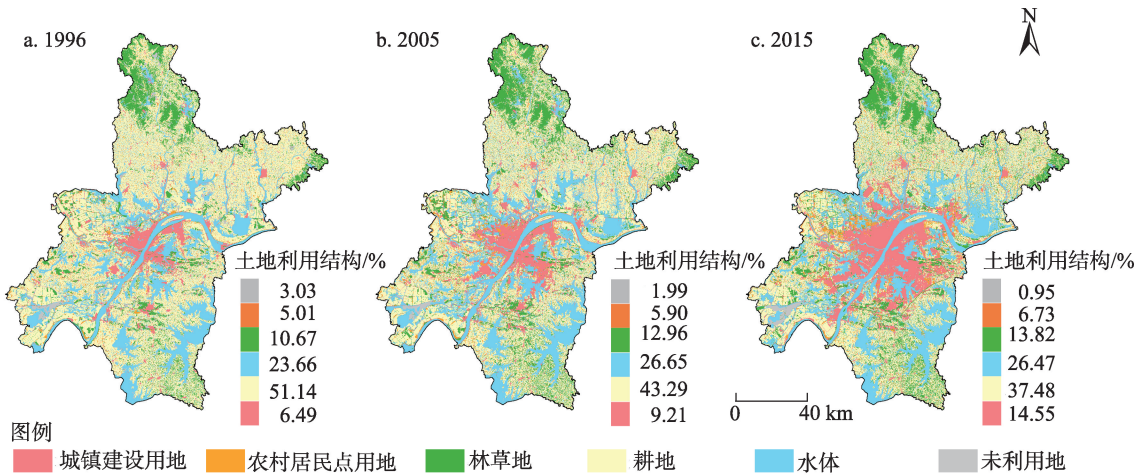 a. 1996
b. 2005
c. 2015
N
土地利用结构/%
3.03
5.01
10.67
23.66
51.14
6.49
土地利用结构/%
1.99
5.90
12.96
26.65
43.29
9.21
土地利用结构/%
0.95
6.73
13.82
26.47
37.48
14.55
0 40 km
图例
城镇建设用地 农村居民点用地 林草地 耕地 水体 未利用地